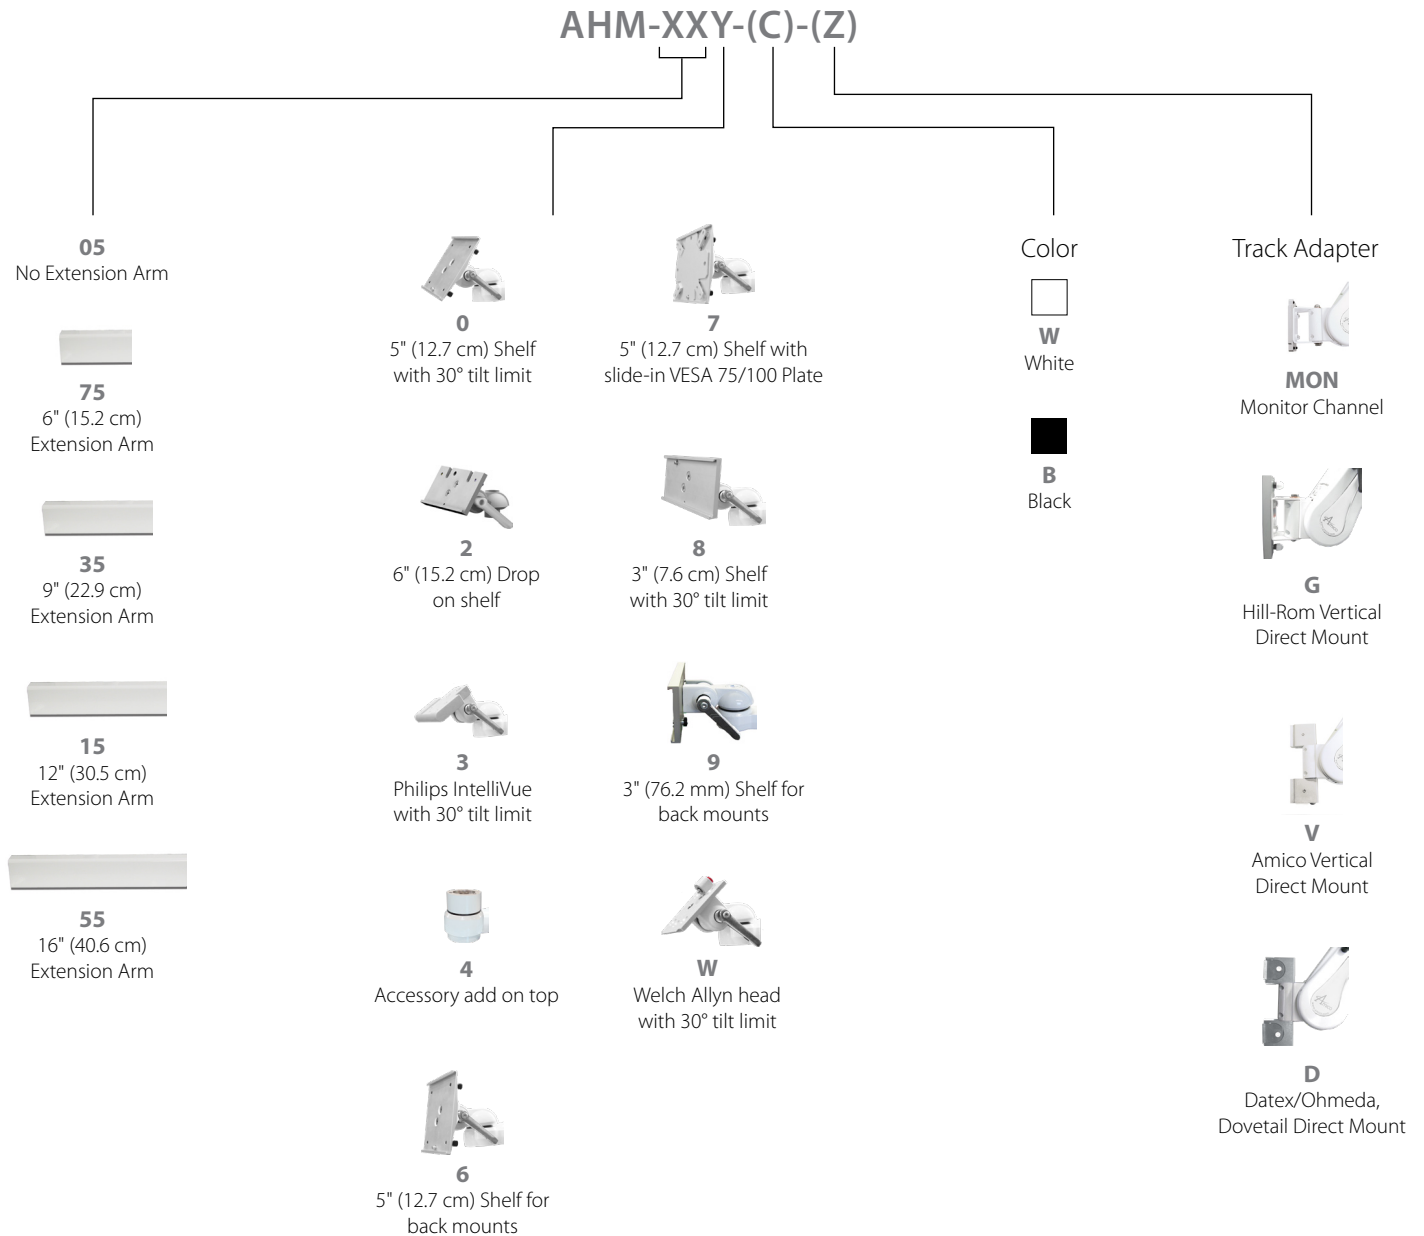 AHM-XXY-(C)-(Z)
05
No Extension Arm
75
6" (15.2 cm)
Extension Arm
35
9" (22.9 cm)
Extension Arm
15
12" (30.5 cm)
Extension Arm
55
16" (40.6 cm)
Extension Arm
0
5" (12.7 cm) Shelf
with 30° tilt limit
2
6" (15.2 cm) Drop
on shelf
3
Philips IntelliVue
with 30° tilt limit
4
Accessory add on top
6
5" (12.7 cm) Shelf for
back mounts
7
5" (12.7 cm) Shelf with
slide-in VESA 75/100 Plate
8
3" (7.6 cm) Shelf
with 30° tilt limit
9
3" (76.2 mm) Shelf for
back mounts
W
Welch Allyn head
with 30° tilt limit
Color
W
White
B
Black
Track Adapter
MON
Monitor Channel
G
Hill-Rom Vertical
Direct Mount
V
Amico Vertical
Direct Mount
D
Datex/Ohmeda,
Dovetail Direct Mount